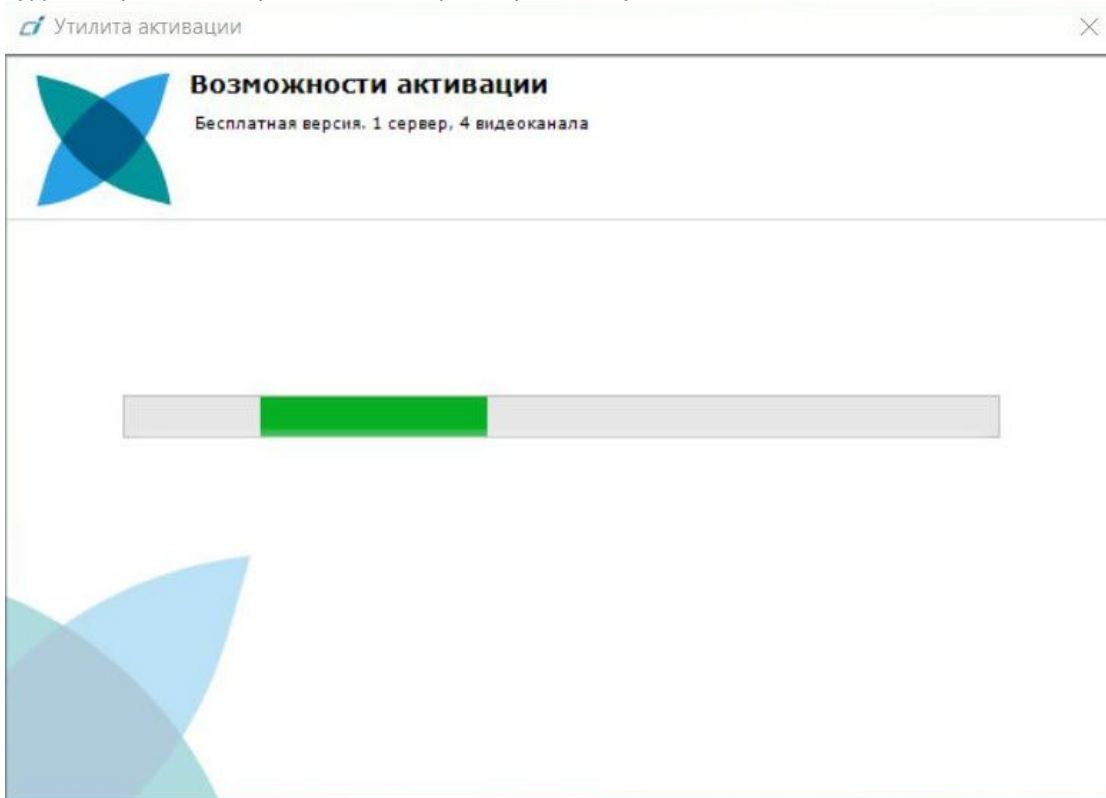 Утилита активации
Возможности активации
Бесплатная версия. 1 сервер, 4 видеоканала